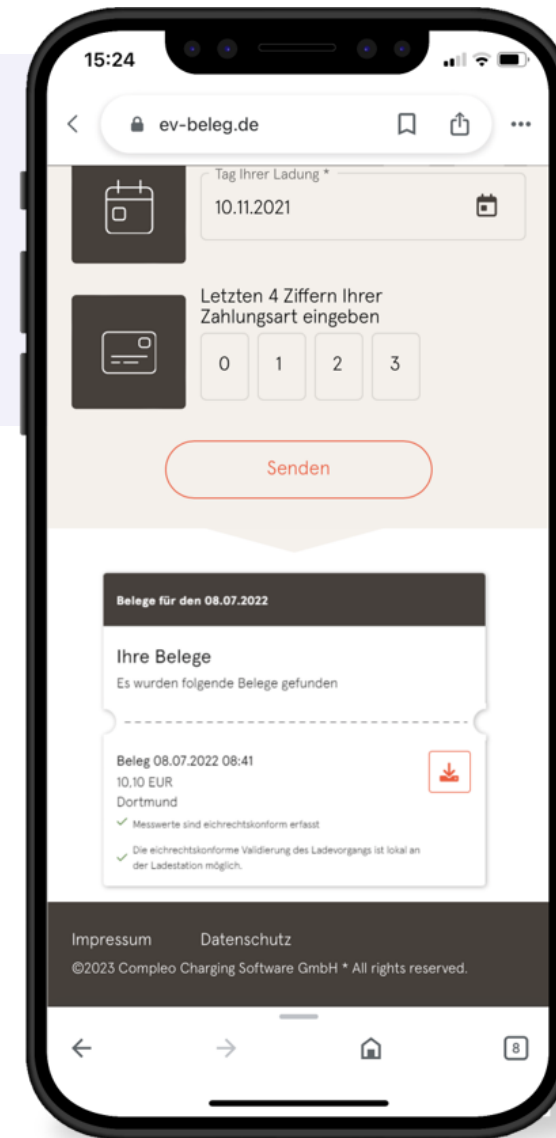 15:24
ev-beleg.de
Tag Ihrer Ladung *
10.11.2021
Letzten 4 Ziffern Ihrer
Zahlungsart eingeben
0 1 2 3
Senden
Belege für den 08.07.2022
Ihre Belege
Es wurden folgende Belege gefunden
Beleg 08.07.2022 08:41
10,10 EUR
Dortmund
Messwerte sind eichrechtskonform erfasst
Die eichrechtskonforme Validierung des Ladevorgangs ist lokal an
der Ladestation möglich.
Impressum Datenschutz
©2023 Compleo Charging Software GmbH * All rights reserved.
8